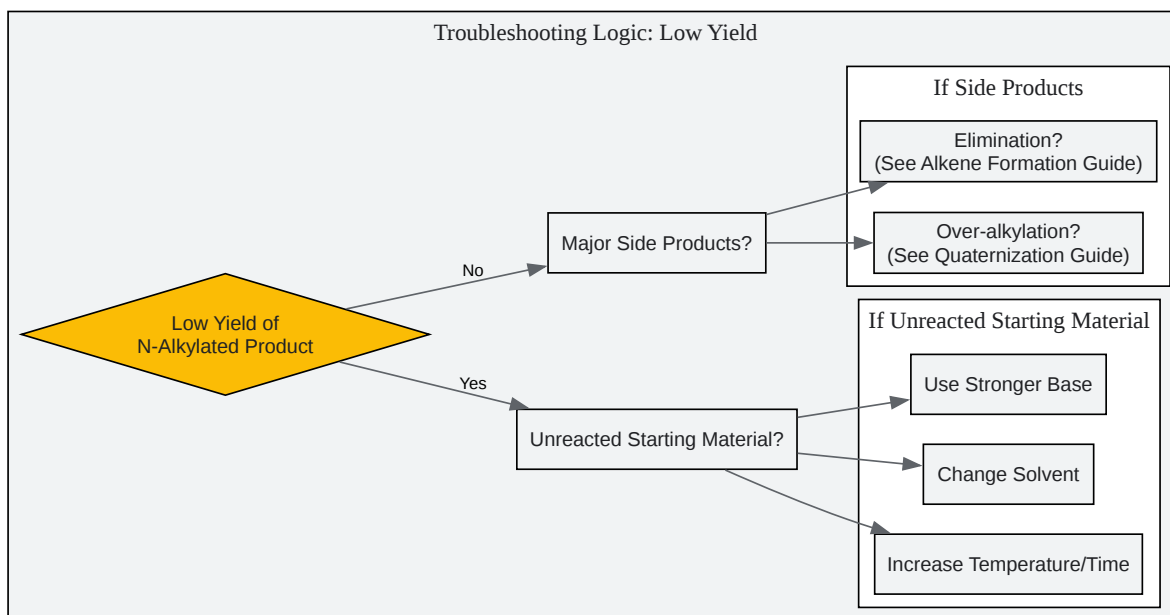 Troubleshooting Logic: Low Yield
If Side Products
Elimination?
(See Alkene Formation Guide)
Over-alkylation?
(See Quaternization Guide)
Major Side Products?
No
Low Yield of
N-Alkylated Product
Yes
Unreacted Starting Material?
If Unreacted Starting Material
Use Stronger Base
Change Solvent
Increase Temperature/Time